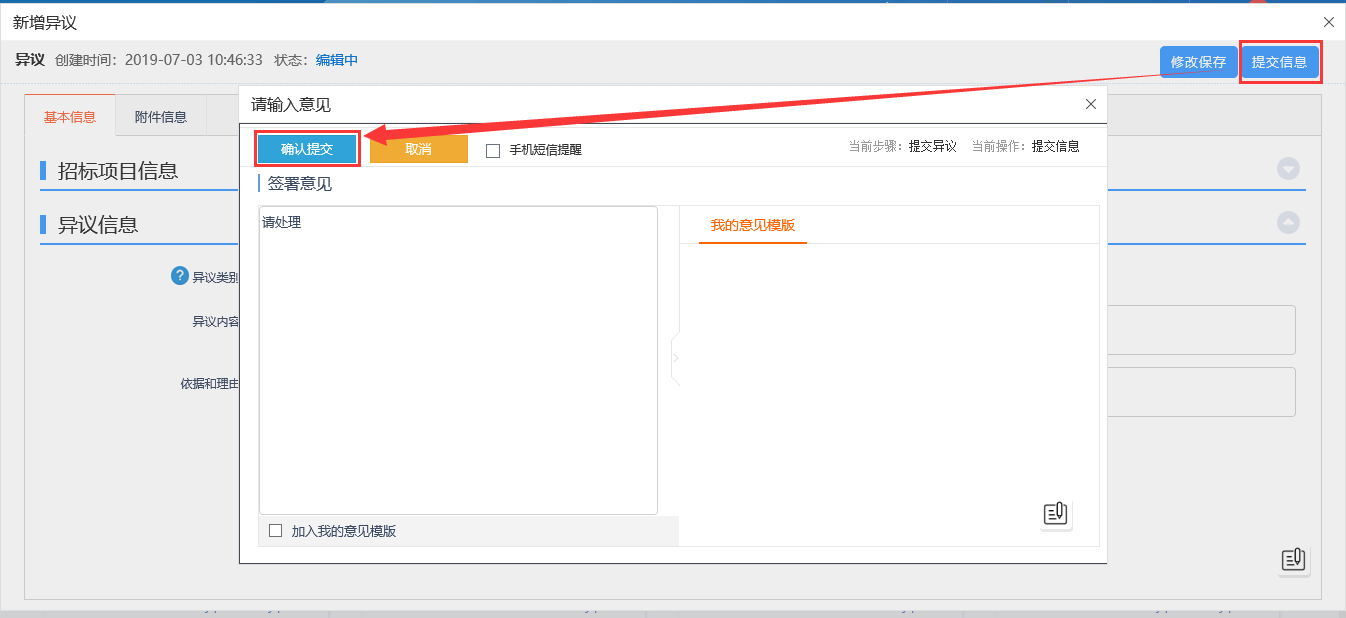 新增异议
异议 创建时间：2019-07-03 10:46:33 状态：编辑中
修改保存 提交信息
基本信息 附件信息
请输入意见
确认提交 取消 手机短信提醒 当前步骤：提交异议 当前操作：提交信息
招标项目信息
签署意见
异议信息
请处理
我的意见模版
? 异议类别
异议内容
依据和理由
加入我的意见模版